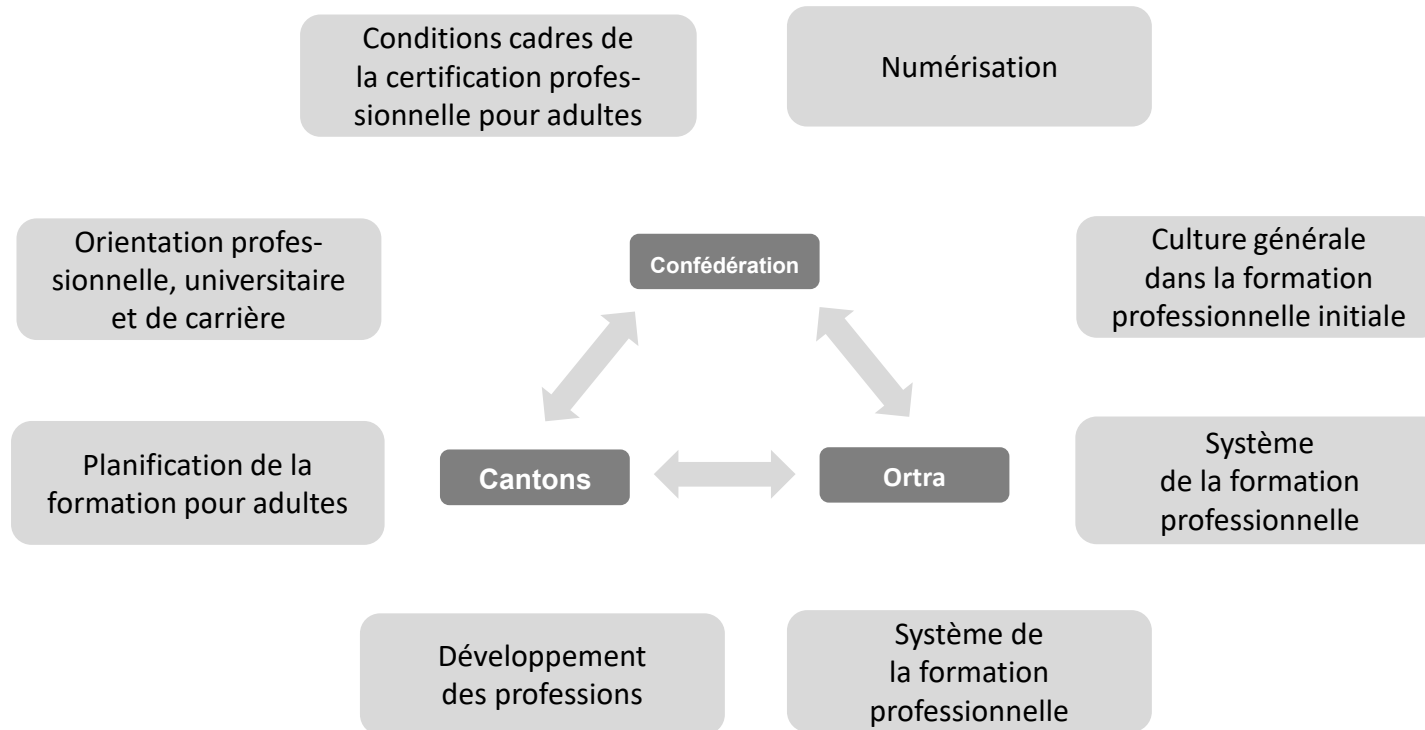 Conditions cadres de
la certification profes-
sionnelle pour adultes
Numérisation
Orientation profes-
sionnelle, universitaire
et de carrière
Confédération
Culture générale
dans la formation
professionnelle initiale
Planification de la
formation pour adultes
Cantons
Ortra
Système
de la formation
professionnelle
Développement
des professions
Système de
la formation
professionnelle